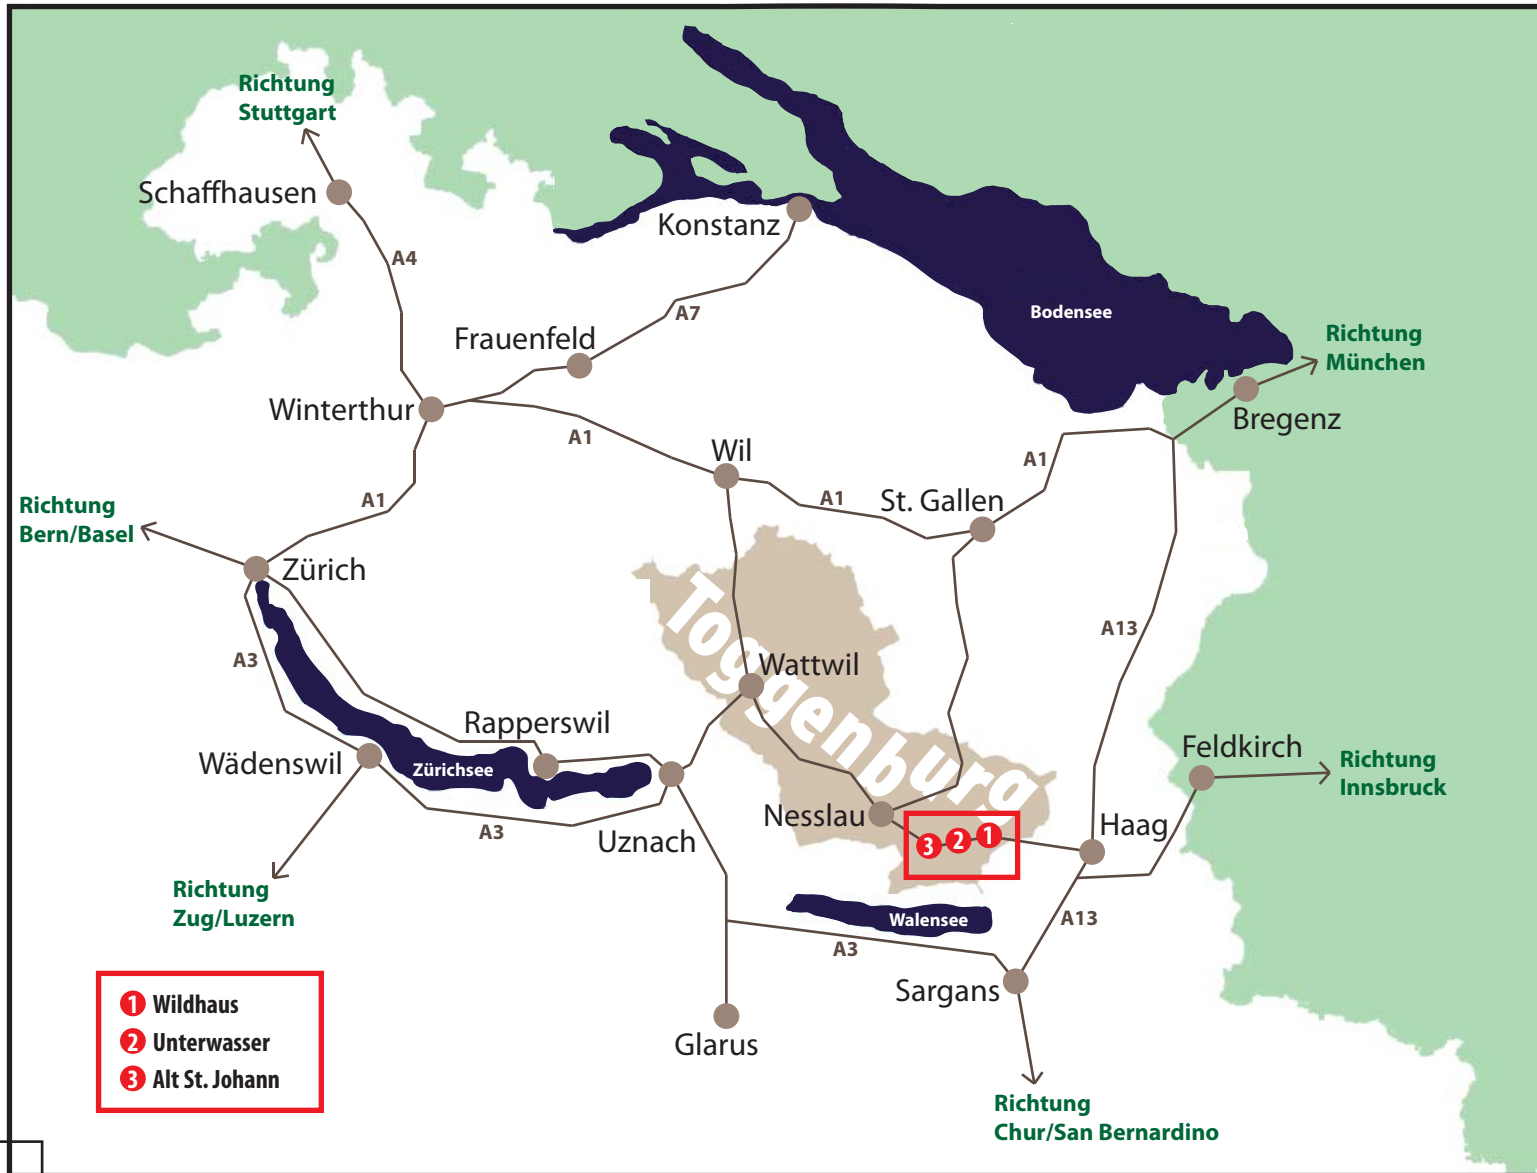 Richtung
Stuttgart
Schaffhausen
Konstanz
A4
Bodensee
A7
Frauenfeld
Richtung
München
Winterthur
Bregenz
A1
Wil
A1
A1
St. Gallen
A1
Richtung
Bern/Basel
Zürich
Toggenburg
A13
A3
Wattwil
Rapperswil
Wädenswil
Zürichsee
Feldkirch
Richtung
Innsbruck
A3
Uznach
Nesslau
3
2
1
Haag
Richtung
Zug/Luzern
Walensee
A3
A13
Sargans
Glarus
1 Wildhaus
2 Unterwasser
3 Alt St. Johann
Richtung
Chur/San Bernardino